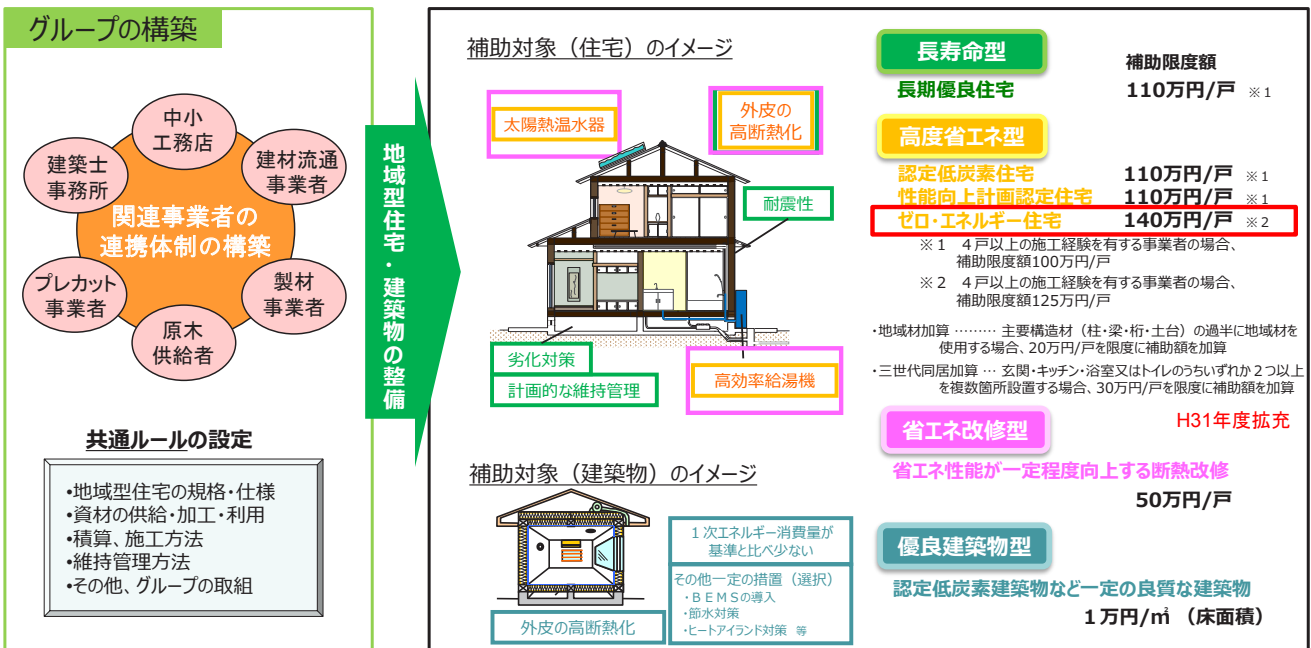 グループの構築
中小
工務店
建築士
事務所
建材流通
事業者
関連事業者の
連携体制の構築
プレカット
事業者
製材
事業者
原木
供給者
共通ルールの設定
•地域型住宅の規格・仕様
•資材の供給・加工・利用
•積算、施工方法
•維持管理方法
•その他、グループの取組
地域型住宅・建築物の整備
補助対象（住宅）のイメージ
太陽熱温水器
外皮の
高断熱化
耐震性
劣化対策
計画的な維持管理
高効率給湯機
補助対象（建築物）のイメージ
外皮の高断熱化
１次エネルギー消費量が
基準と比べ少ない
その他一定の措置（選択）
・ＢＥＭＳの導入
・節水対策
・ヒートアイランド対策 等
長寿命型
補助限度額
長期優良住宅 110万円/戸 ※１
高度省エネ型
認定低炭素住宅 110万円/戸 ※１
性能向上計画認定住宅 110万円/戸 ※１
ゼロ・エネルギー住宅 140万円/戸 ※２
※１ ４戸以上の施工経験を有する事業者の場合、
補助限度額100万円/戸
※２ ４戸以上の施工経験を有する事業者の場合、
補助限度額125万円/戸
・地域材加算 ……… 主要構造材（柱・梁・桁・土台）の過半に地域材を
使用する場合、20万円/戸を限度に補助額を加算
・三世代同居加算 … 玄関・キッチン・浴室又はトイレのうちいずれか２つ以上
を複数箇所設置する場合、30万円/戸を限度に補助額を加算
H31年度拡充
省エネ改修型
省エネ性能が一定程度向上する断熱改修
50万円/戸
優良建築物型
認定低炭素建築物など一定の良質な建築物
１万円/㎡ （床面積）